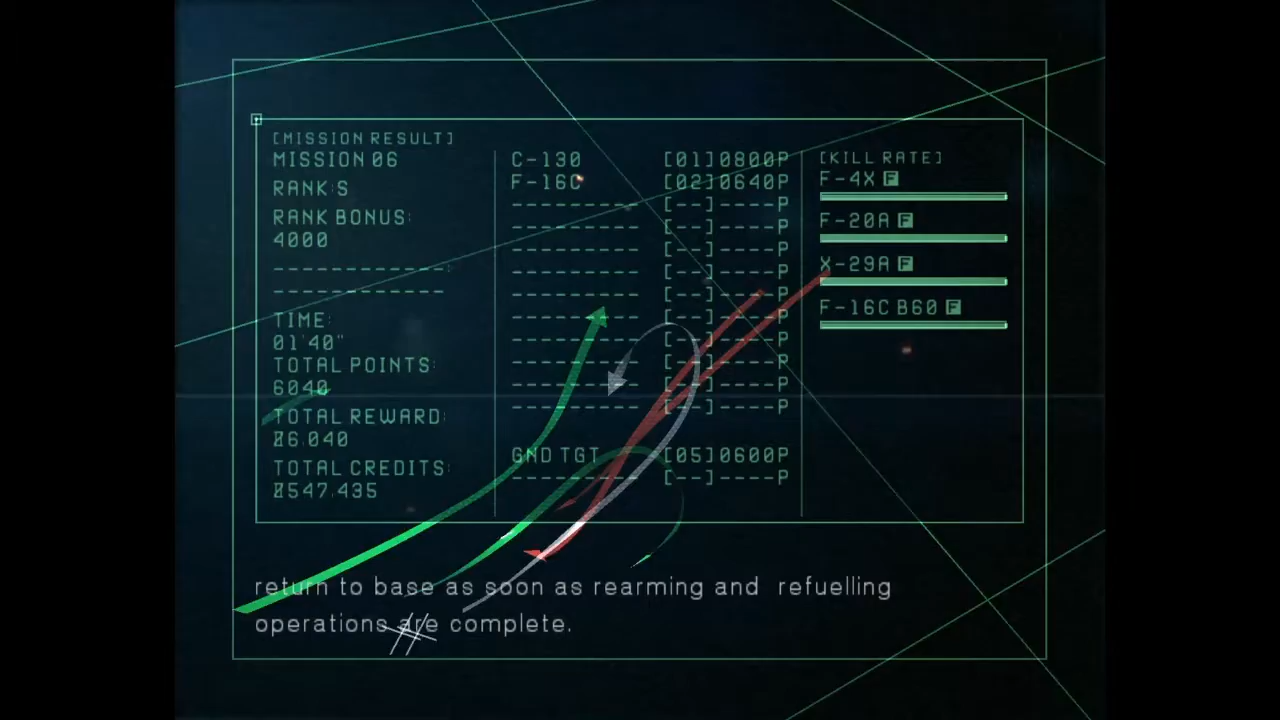 [MISSION RESULT]
MISSION 06
RANK:S
RANK BONUS:
4000
-----------------:
-----------------
TIME:
01'40"
TOTAL POINTS:
6040
TOTAL REWARD:
Z6.040
TOTAL CREDITS:
Z547.435
C-130 [01]0800P
F-16C [02]0640P
------------- [--]----P
------------- [--]----P
------------- [--]----P
------------- [--]----P
------------- [--]----P
------------- [--]----P
------------- [--]----P
------------- [--]----P
------------- [--]----P
------------- [--]----P
GND TGT [05]0600P
------------- [--]----P
[KILL RATE]
F-4X F
F-20A F
X-29A F
F-16C B60 F
return to base as soon as rearming and refuelling
operations are complete.